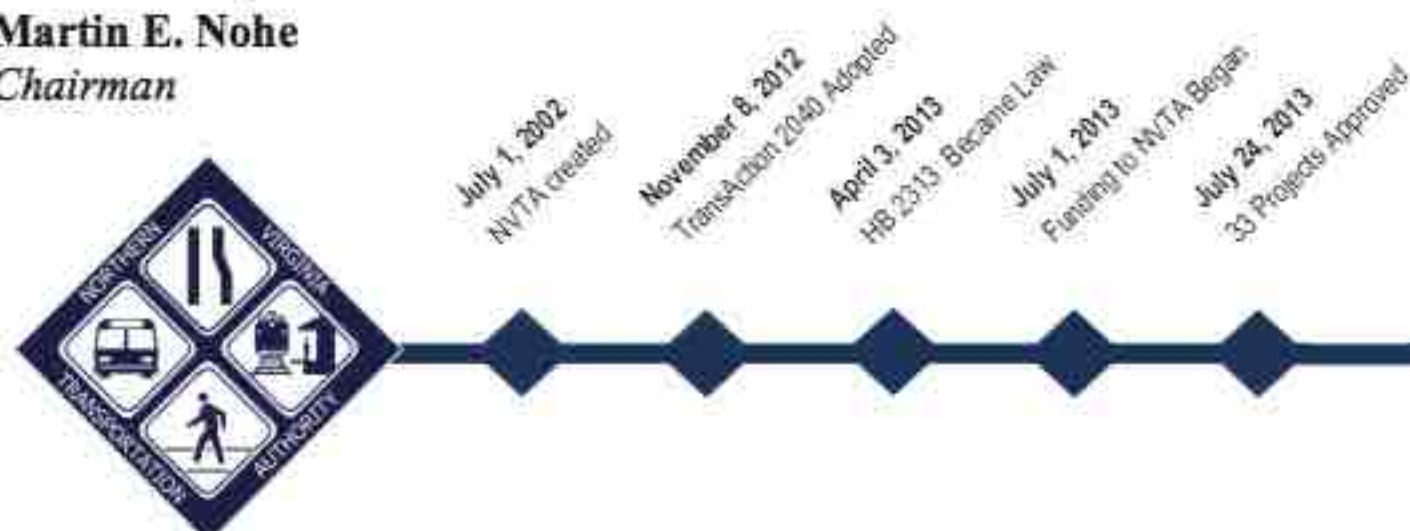 Martin E. Nohe
Chairman
July 1, 2002
NVTA created
November 8, 2012
TransAction 2040 Adopted
April 3, 2013
HB 2313 Became Law
July 1, 2013
Funding to NVTA Began
July 24, 2013
33 Projects Approved
NORTHERN
VIRGINIA
TRANSPORTATION
AUTHORITY